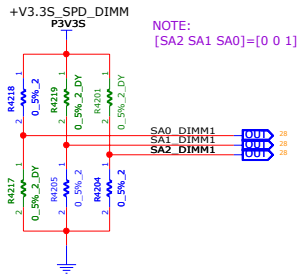 +V3.3S_SPD_DIMM
P3V3S
NOTE:
[SA2 SA1 SA0]=[0 0 1]
1 1 1
R4218 0_5%_2 R4219 0_5%_2_DY R4201 0_5%_2_DY
2 2 2
SA0_DIMM1 OUT 28
SA1_DIMM1 OUT 28
SA2_DIMM1 OUT 28
1 1 1
R4217 0_5%_2_DY R4205 0_5%_2 R4204 0_5%_2
2 2 2